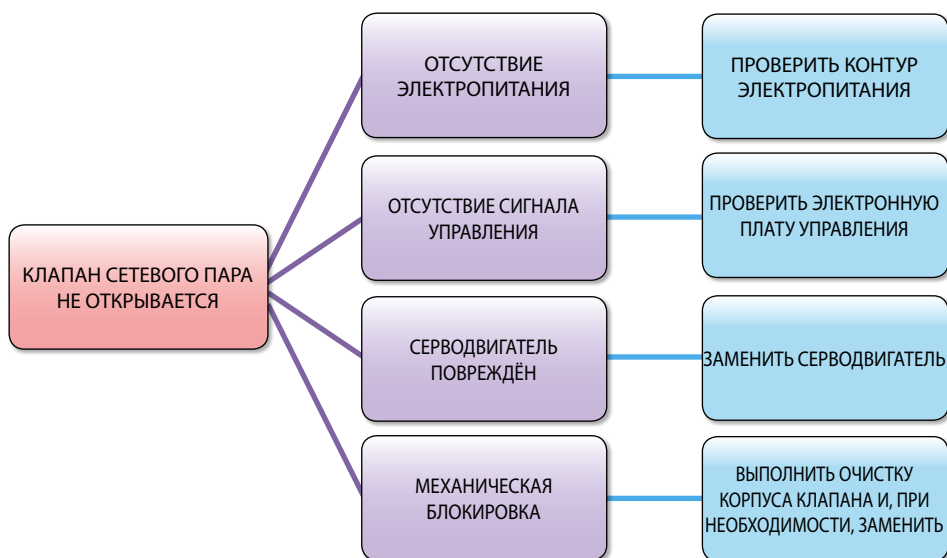 КЛАПАН СЕТЕВОГО ПАРА
НЕ ОТКРЫВАЕТСЯ
ОТСУТСТВИЕ
ЭЛЕКТРОПИТАНИЯ
ПРОВЕРИТЬ КОНТУР
ЭЛЕКТРОПИТАНИЯ
ОТСУТСТВИЕ СИГНАЛА
УПРАВЛЕНИЯ
ПРОВЕРИТЬ ЭЛЕКТРОННУЮ
ПЛАТУ УПРАВЛЕНИЯ
СЕРВОДВИГАТЕЛЬ
ПОВРЕЖДЁН
ЗАМЕНИТЬ СЕРВОДВИГАТЕЛЬ
МЕХАНИЧЕСКАЯ
БЛОКИРОВКА
ВЫПОЛНИТЬ ОЧИСТКУ
КОРПУСА КЛАПАНА И, ПРИ
НЕОБХОДИМОСТИ, ЗАМЕНИТЬ